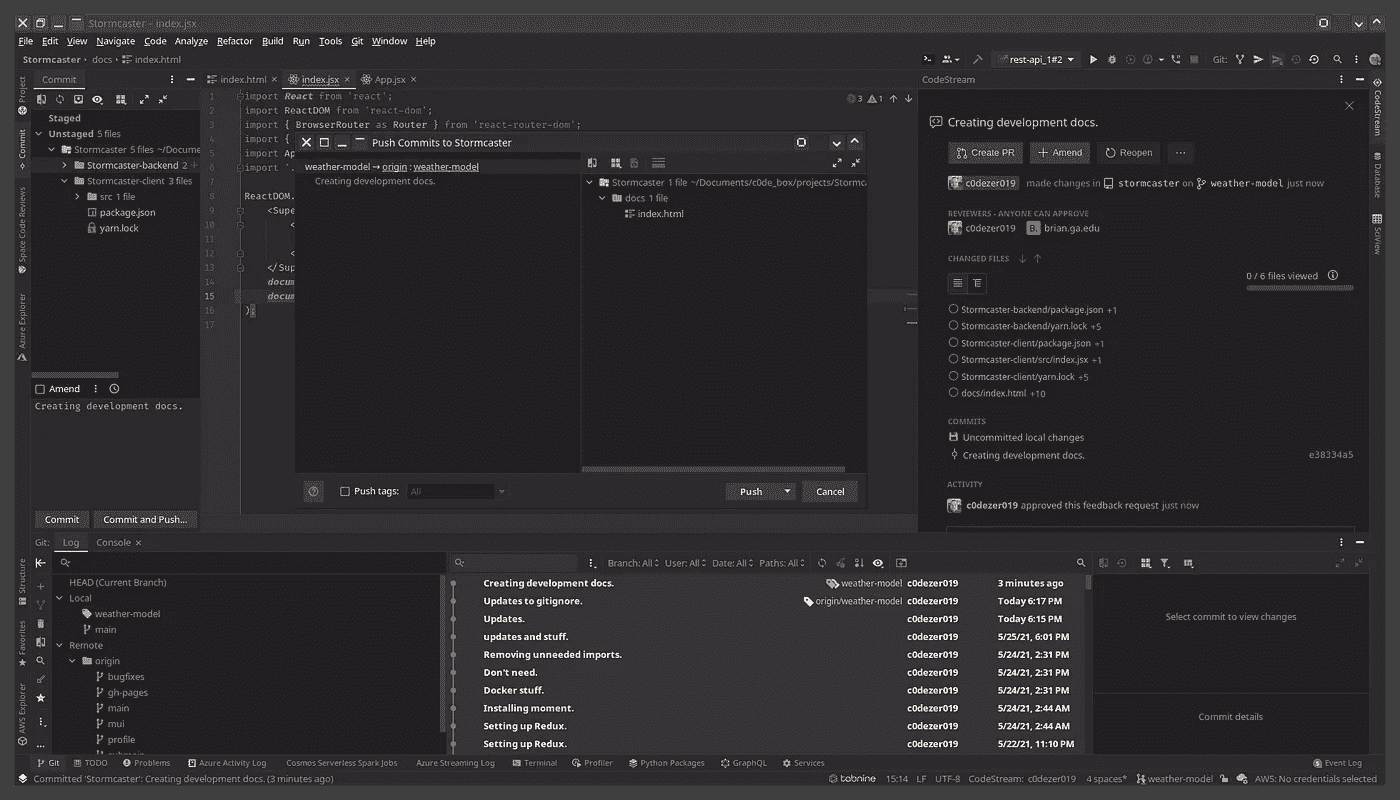 Stormcaster – index.jsx
File Edit View Navigate Code Analyze Refactor Build Run Tools Git Window Help
Stormcaster › docs › index.html
rest-api_1#2
Git:
Project
Commit
Space Code Reviews
Azure Explorer
Commit
Staged
Unstaged 5 files
Stormcaster 5 files ~/Docume
Stormcaster-backend 2
Stormcaster-client 3 files
src 1 file
package.json
yarn.lock
Amend
Creating development docs.
Commit
Commit and Push...
index.html
index.jsx
App.jsx
3 1
1 import React from 'react';
2 import ReactDOM from 'react-dom';
3 import { BrowserRouter as Router } from 'react-router-dom';
4 import {
5 import Ap
6 import '.
7
8 ReactDOM.
9 <Supe
10 <
11
12 <
13 </Sup
14 docum
15 docum
16 );
17
Push Commits to Stormcaster
weather-model → origin : weather-model
Creating development docs.
Stormcaster 1 file ~/Documents/c0de_box/projects/Stormca
docs 1 file
index.html
Push tags: All
Push
Cancel
CodeStream
Creating development docs.
Create PR
Amend
Reopen
c0dezer019 made changes in stormcaster on weather-model just now
REVIEWERS - ANYONE CAN APPROVE
c0dezer019 B. brian.ga.edu
CHANGED FILES
0 / 6 files viewed
Stormcaster-backend/package.json +1
Stormcaster-backend/yarn.lock +5
Stormcaster-client/package.json +1
Stormcaster-client/src/index.jsx +1
Stormcaster-client/yarn.lock +5
docs/index.html +10
COMMITS
Uncommitted local changes
Creating development docs. e38334a5
ACTIVITY
c0dezer019 approved this feedback request just now
CodeStream
Database
SciView
Structure
Favorites
AWS Explorer
Git: Log Console
HEAD (Current Branch)
Local
weather-model
main
Remote
origin
bugfixes
gh-pages
main
mui
profile
Branch: All User: All Date: All Paths: All
Creating development docs. weather-model c0dezer019 3 minutes ago
Updates to gitignore. origin/weather-model c0dezer019 Today 6:17 PM
Updates. c0dezer019 Today 6:15 PM
updates and stuff. c0dezer019 5/25/21, 6:01 PM
Removing unneeded imports. c0dezer019 5/24/21, 2:31 PM
Don't need. c0dezer019 5/24/21, 2:31 PM
Docker stuff. c0dezer019 5/24/21, 2:31 PM
Installing moment. c0dezer019 5/24/21, 2:44 AM
Setting up Redux. c0dezer019 5/24/21, 2:44 AM
Setting up Redux. c0dezer019 5/22/21, 11:10 PM
Select commit to view changes
Commit details
Git TODO Problems Azure Activity Log Cosmos Serverless Spark Jobs Azure Streaming Log Terminal Profiler Python Packages GraphQL Services Event Log
Committed 'Stormcaster': Creating development docs. (3 minutes ago)
tabnine 15:14 LF UTF-8 CodeStream: c0dezer019 4 spaces* weather-model AWS: No credentials selected